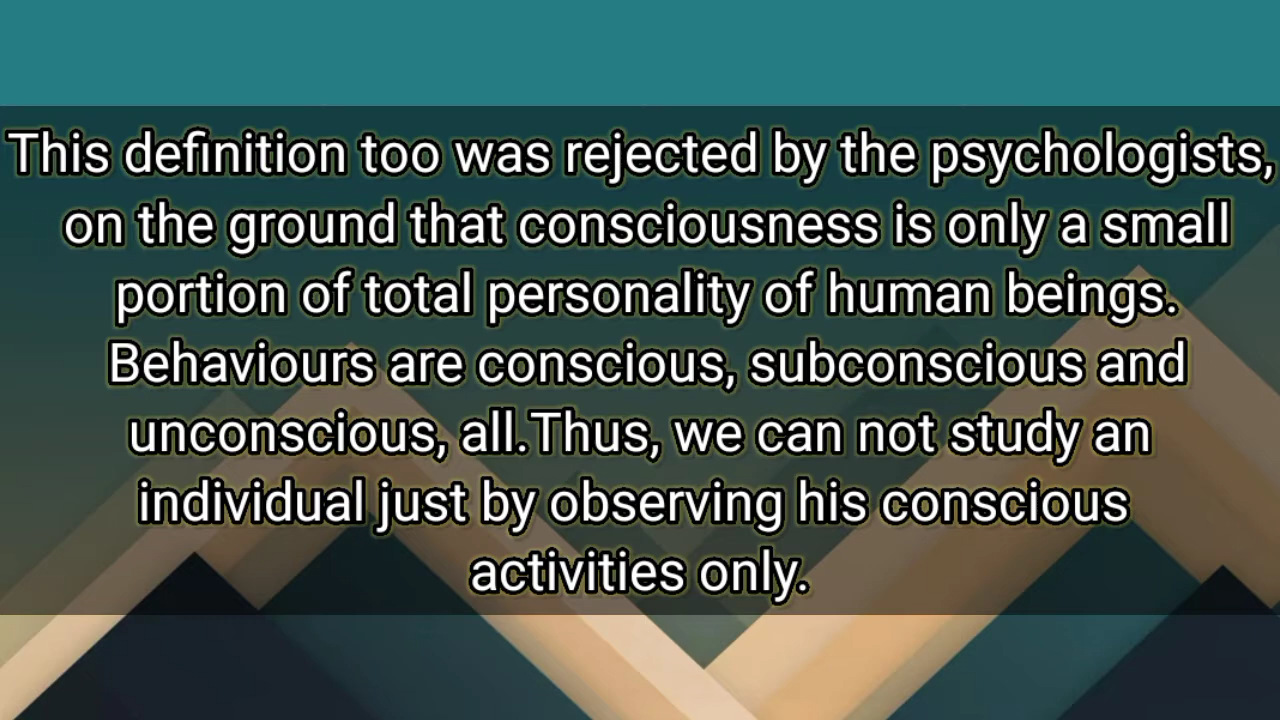 This definition too was rejected by the psychologists,
on the ground that consciousness is only a small
portion of total personality of human beings.
Behaviours are conscious, subconscious and
unconscious, all.Thus, we can not study an
individual just by observing his conscious
activities only.